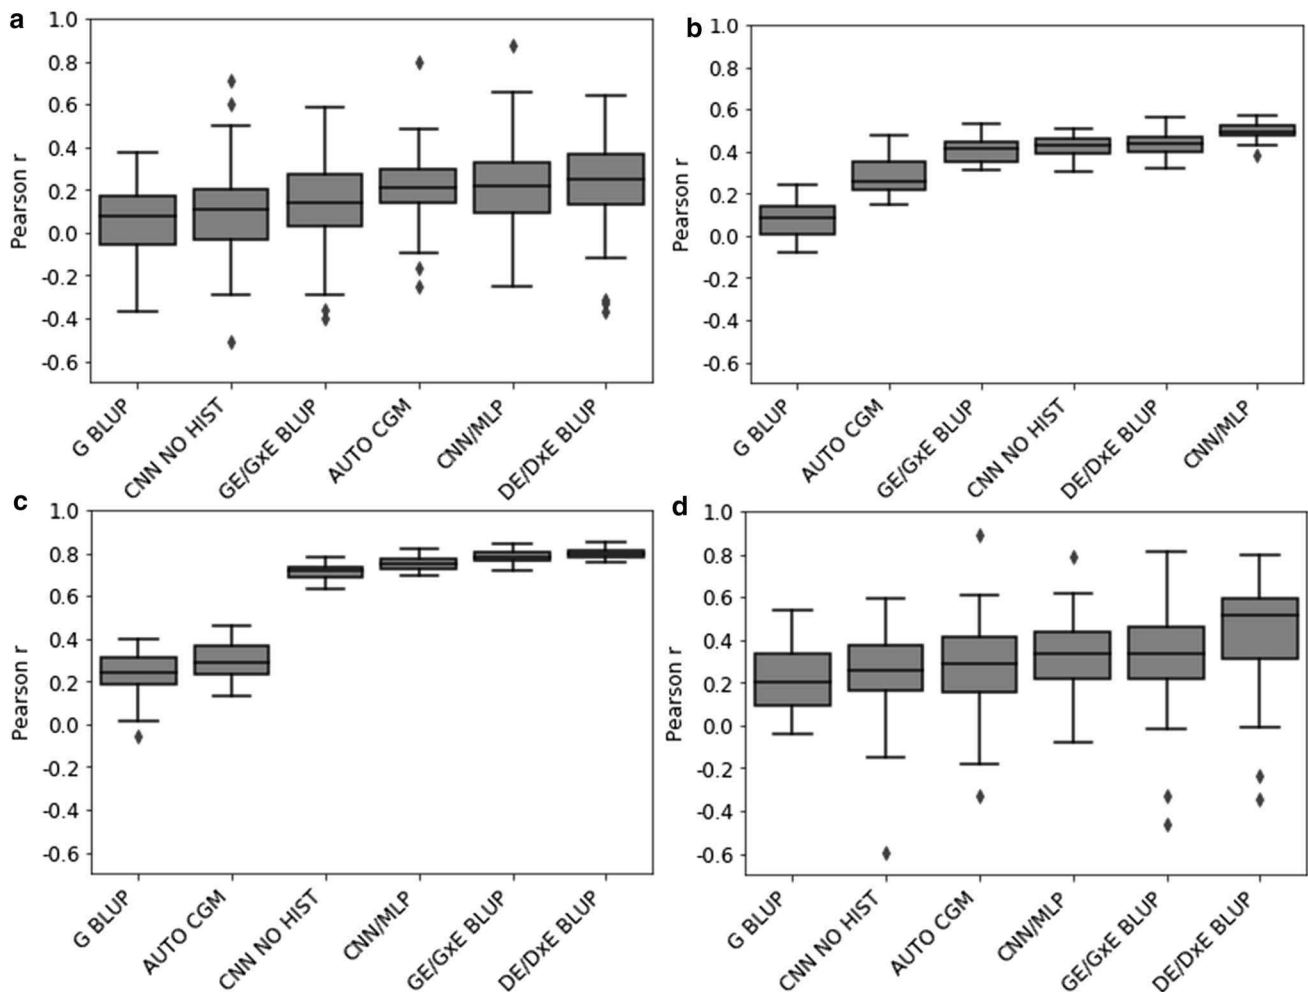 a
1.0
0.8
0.6
0.4
0.2
0.0
-0.2
-0.4
-0.6
Pearson r
G BLUP
CNN NO HIST
GE/GxE BLUP
AUTO CGM
CNN/MLP
DE/DxE BLUP
b
1.0
0.8
0.6
0.4
0.2
0.0
-0.2
-0.4
-0.6
Pearson r
G BLUP
AUTO CGM
GE/GxE BLUP
CNN NO HIST
DE/DxE BLUP
CNN/MLP
c
1.0
0.8
0.6
0.4
0.2
0.0
-0.2
-0.4
-0.6
Pearson r
G BLUP
AUTO CGM
CNN NO HIST
CNN/MLP
GE/GxE BLUP
DE/DxE BLUP
d
1.0
0.8
0.6
0.4
0.2
0.0
-0.2
-0.4
-0.6
Pearson r
G BLUP
CNN NO HIST
AUTO CGM
CNN/MLP
GE/GxE BLUP
DE/DxE BLUP